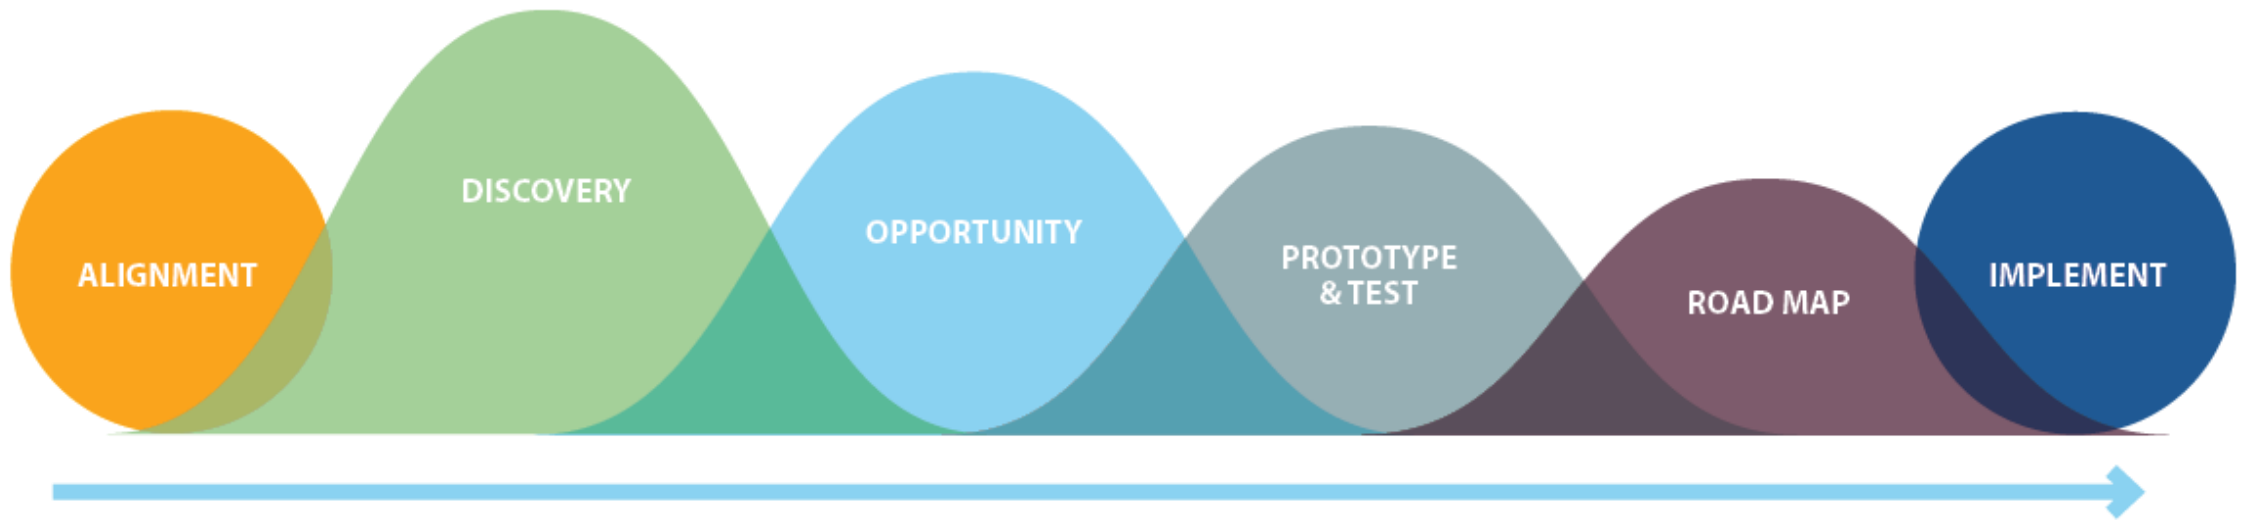 ALIGNMENT
DISCOVERY
OPPORTUNITY
PROTOTYPE
& TEST
ROAD MAP
IMPLEMENT